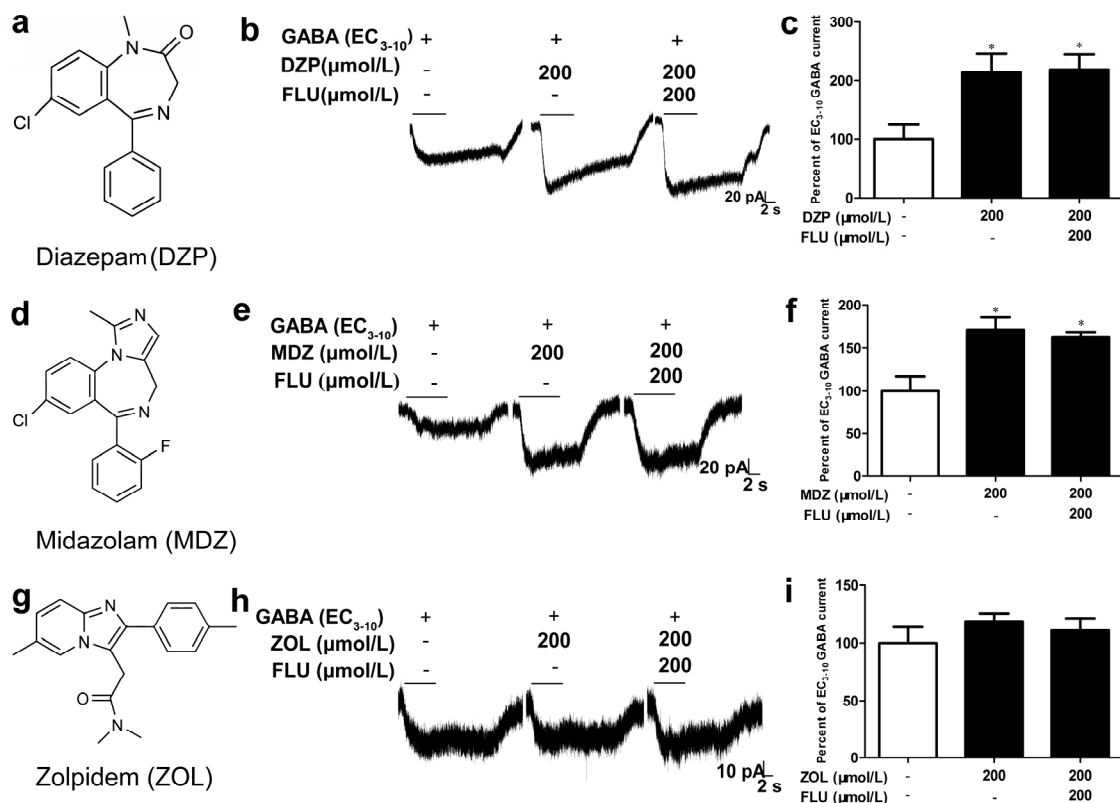 a
N
O
N
Cl
Diazepam (DZP)
b
GABA (EC3-10) + + +
DZP(μmol/L) - 200 200
FLU(μmol/L) - - 200
20 pA
2 s
c
Percent of EC3-10 GABA current
300
200
150
100
50
0
*
*
DZP (μmol/L) - 200 200
FLU (μmol/L) - - 200
d
N
N
N
Cl
F
Midazolam (MDZ)
e
GABA (EC3-10) + + +
MDZ (μmol/L) - 200 200
FLU (μmol/L) - - 200
20 pA
2 s
f
Percent of EC3-10 GABA current
200
150
100
50
0
*
*
MDZ (μmol/L) - 200 200
FLU (μmol/L) - - 200
g
N
N
O
N
Zolpidem (ZOL)
h
GABA (EC3-10) + + +
ZOL (μmol/L) - 200 200
FLU (μmol/L) - - 200
10 pA
2 s
i
Percent of EC3-10 GABA current
150
100
50
0
ZOL (μmol/L) - 200 200
FLU (μmol/L) - - 200